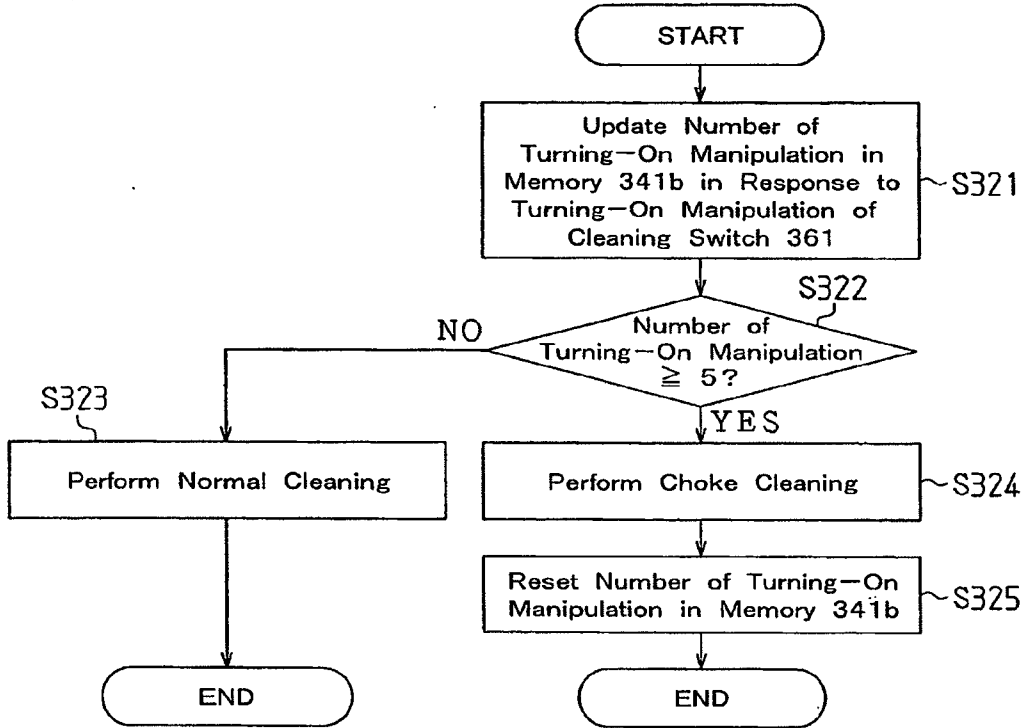 START
Update Number of
Turning-On Manipulation in
Memory 341b in Response to
Turning-On Manipulation of
Cleaning Switch 361
S321
S322
Number of
Turning-On Manipulation
≧ 5?
NO
YES
S323
Perform Normal Cleaning
Perform Choke Cleaning
S324
Reset Number of Turning-On
Manipulation in Memory 341b
S325
END
END